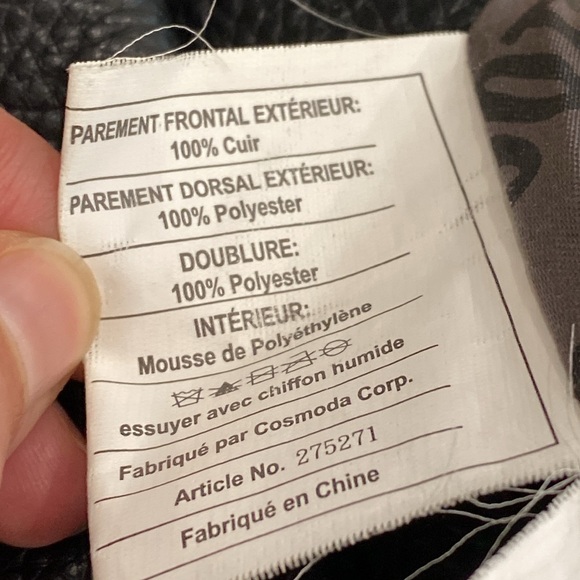 PAREMENT FRONTAL EXTÉRIEUR:
100% Cuir
PAREMENT DORSAL EXTÉRIEUR:
100% Polyester
DOUBLURE:
100% Polyester
INTÉRIEUR:
Mousse de Polyéthylène
essuyer avec chiffon humide
Fabriqué par Cosmoda Corp.
Article No. 275271
Fabriqué en Chine